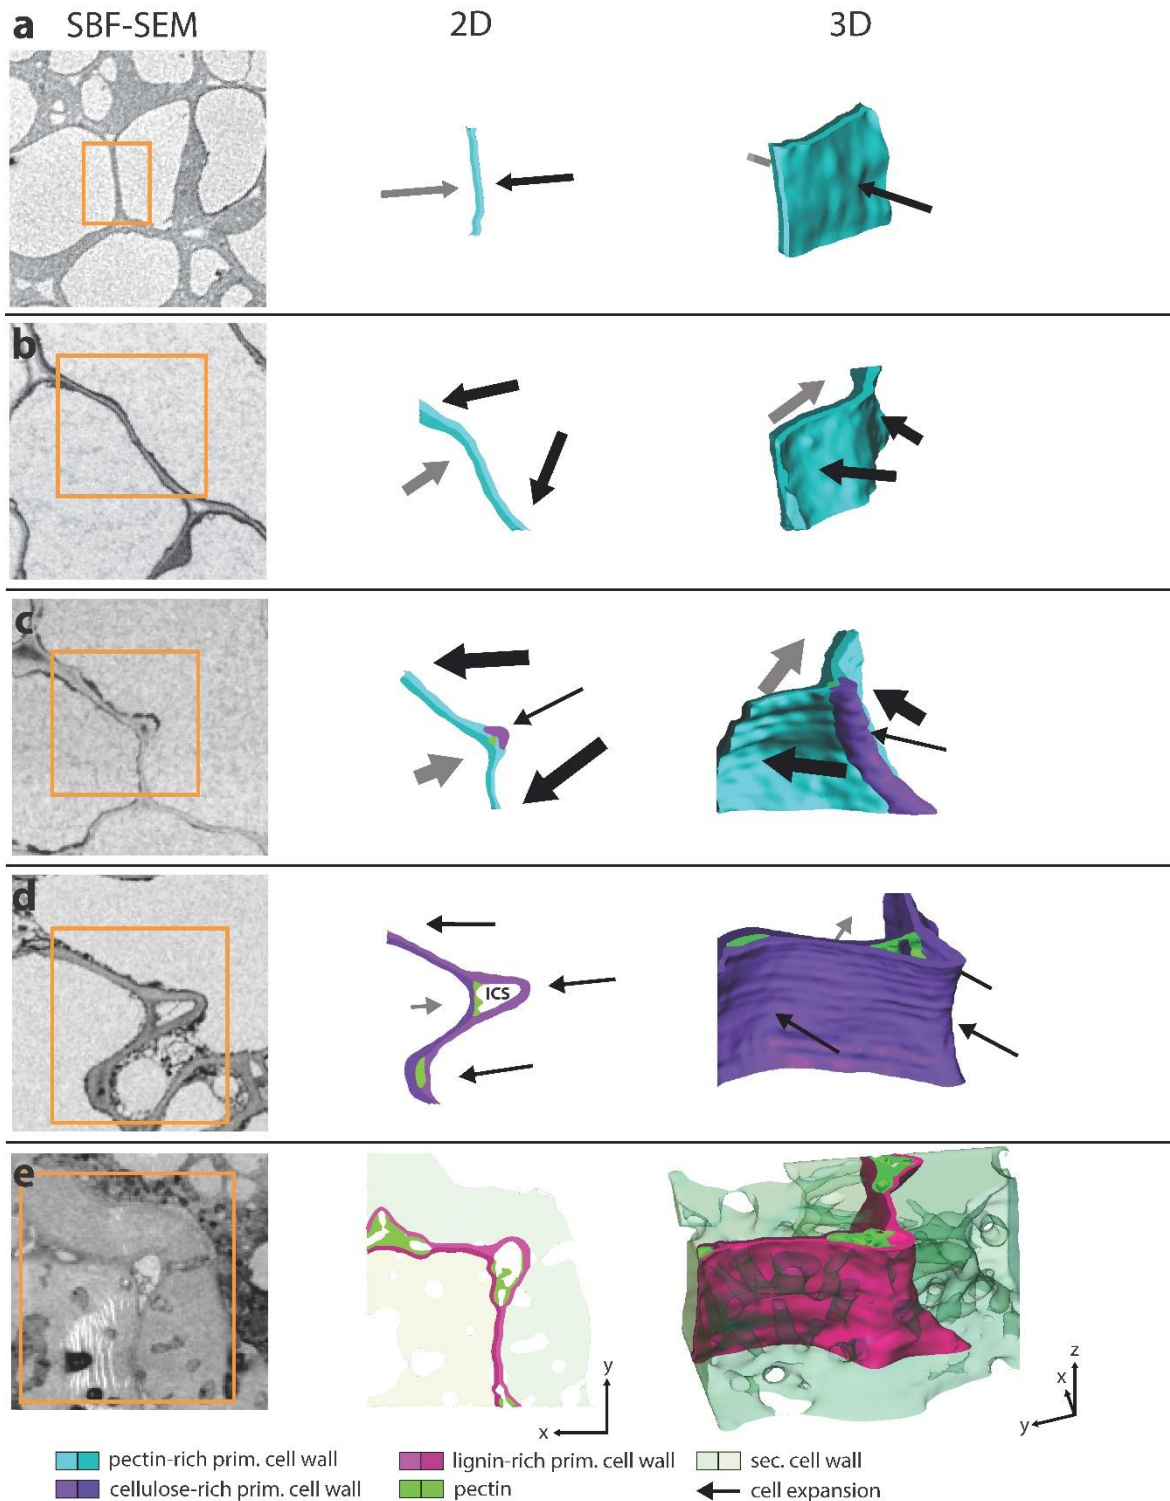 a SBF-SEM 2D 3D
b
c
d
ICS
e
y
x
z
x
y
pectin-rich prim. cell wall lignin-rich prim. cell wall sec. cell wall
cellulose-rich prim. cell wall pectin cell expansion